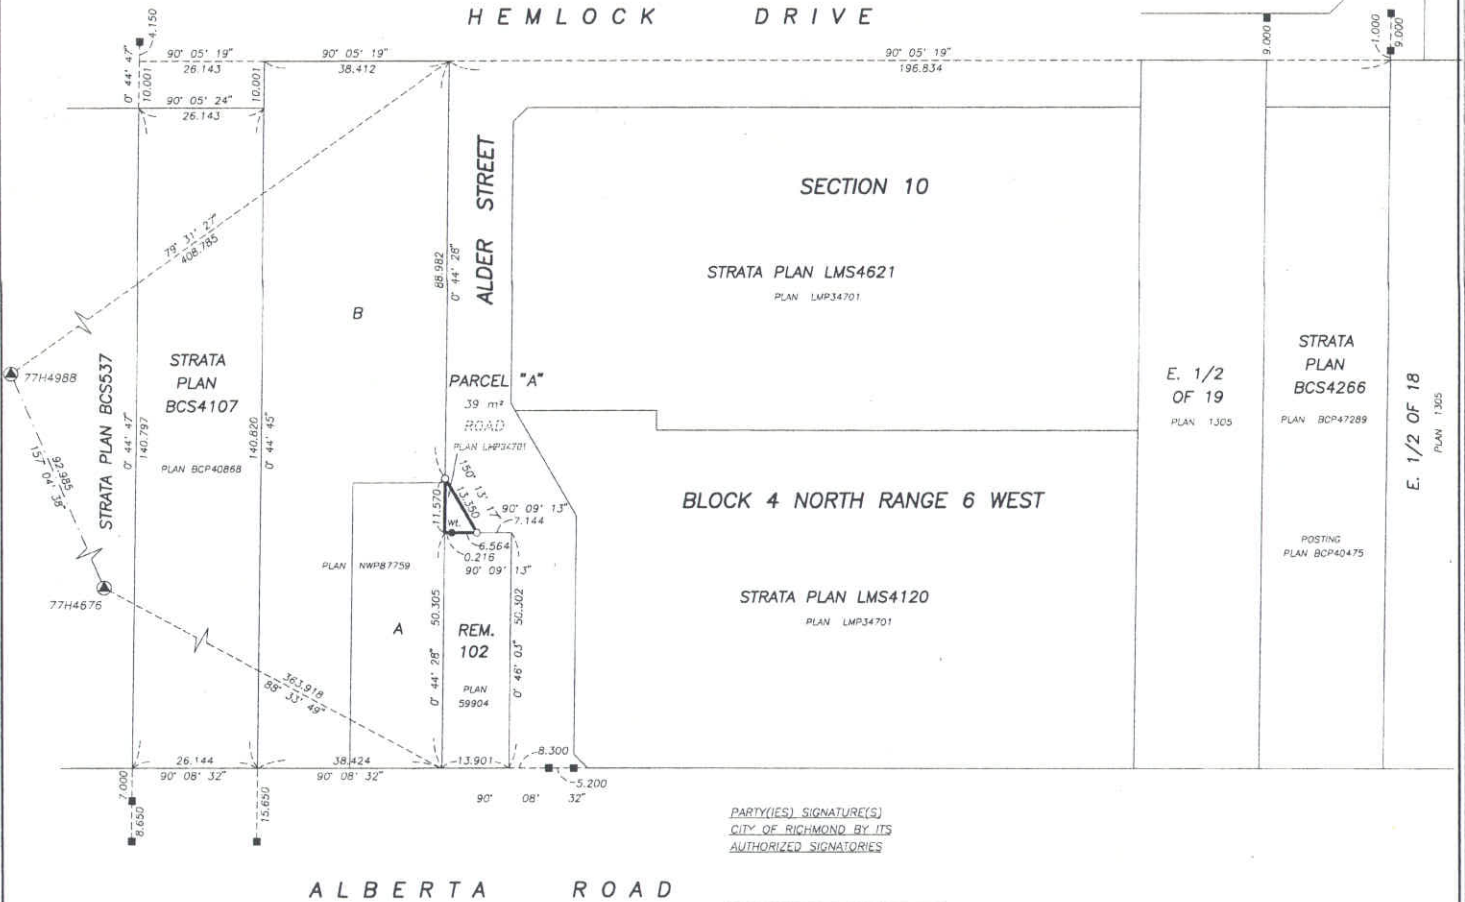 HEMLOCK DRIVE
4.150
0° 44' 47"
10.001
90° 05' 19"
26.143
10.001
90° 05' 24"
26.143
90° 05' 19"
38.412
90° 05' 19"
196.834
9.000
1.000
9.000
79° 31' 27"
408.785
88.982
0° 44' 28"
ALDER STREET
SECTION 10
STRATA PLAN LMS4621
PLAN LMP34701
B
77H4988
92.985
157° 04' 38"
77H4676
STRATA PLAN BCS537
0° 44' 47"
140.797
STRATA
PLAN
BCS4107
PLAN BCP40868
140.820
0° 44' 45"
PARCEL "A"
39 m²
ROAD
PLAN LMP34701
150° 13' 17"
13.350
11.570
Wt.
90° 09' 13"
7.144
6.564
0.216
90° 09' 13"
E. 1/2
OF 19
PLAN 1305
STRATA
PLAN
BCS4266
PLAN BCP47289
POSTING
PLAN BCP40475
E. 1/2 OF 18
PLAN 1305
BLOCK 4 NORTH RANGE 6 WEST
STRATA PLAN LMS4120
PLAN LMP34701
PLAN NWP87759
A
50.305
0° 44' 28"
REM.
102
PLAN
59904
50.302
0° 46' 03"
363.918
88° 33' 49"
26.144
90° 08' 32"
38.424
90° 08' 32"
13.901
8.300
5.200
90° 08' 32"
7.000
8.650
15.650
PARTY(IES) SIGNATURE(S)
CITY OF RICHMOND BY ITS
AUTHORIZED SIGNATORIES
ALBERTA ROAD